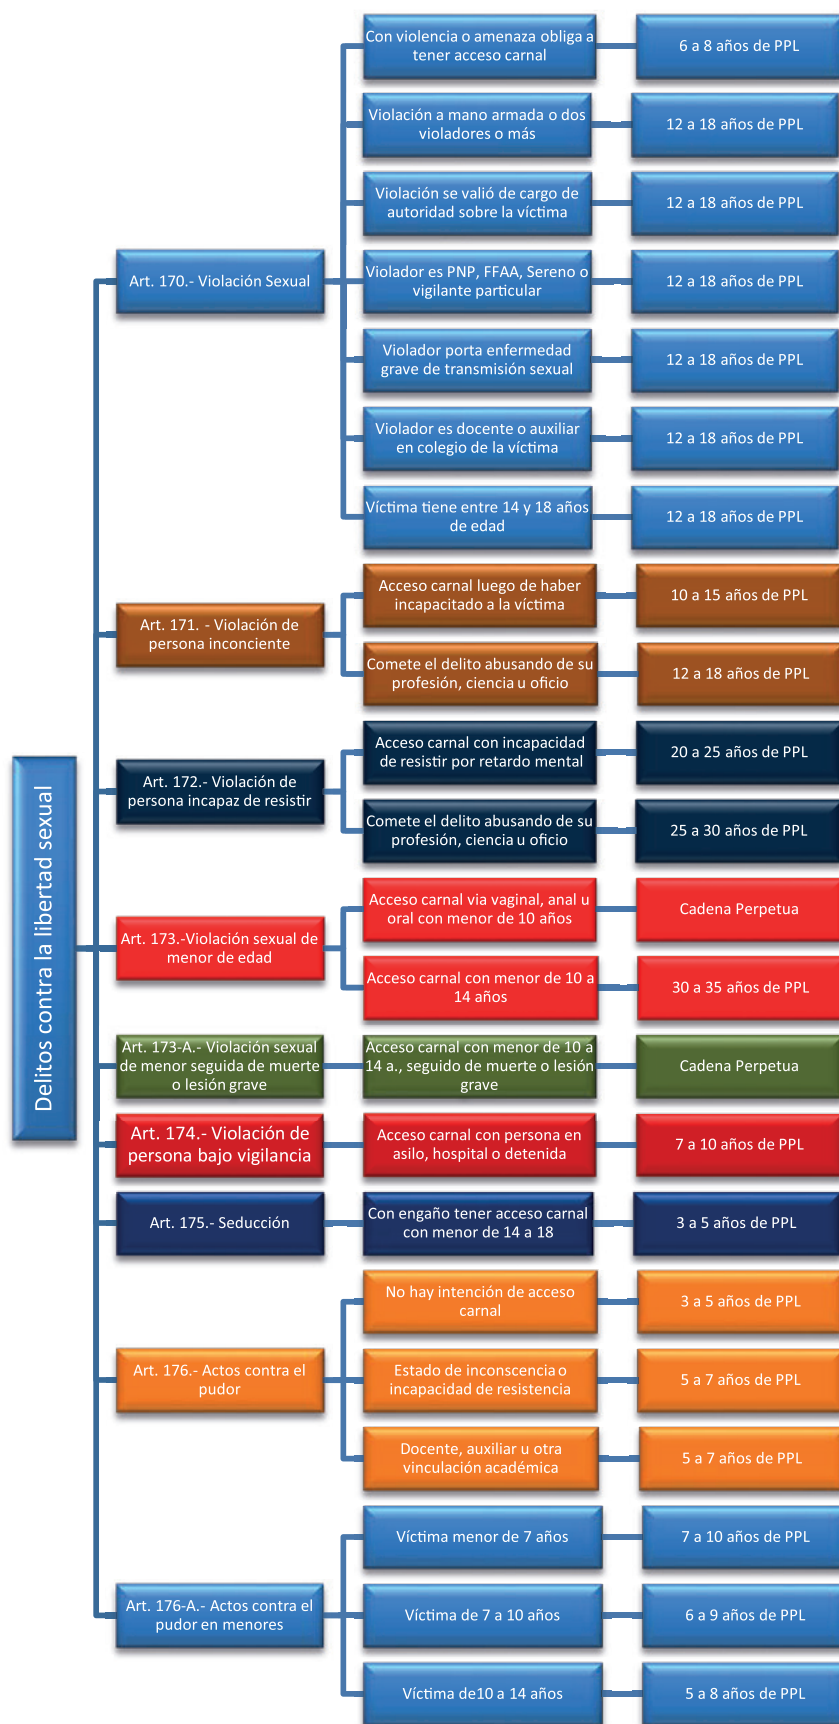 Delitos contra la libertad sexual
Art. 170.- Violación Sexual
Con violencia o amenaza obliga a
tener acceso carnal
6 a 8 años de PPL
Violación a mano armada o dos
violadores o más
12 a 18 años de PPL
Violación se valió de cargo de
autoridad sobre la víctima
12 a 18 años de PPL
Violador es PNP, FFAA, Sereno o
vigilante particular
12 a 18 años de PPL
Violador porta enfermedad
grave de transmisión sexual
12 a 18 años de PPL
Violador es docente o auxiliar
en colegio de la víctima
12 a 18 años de PPL
Víctima tiene entre 14 y 18 años
de edad
12 a 18 años de PPL
Art. 171. - Violación de
persona inconciente
Acceso carnal luego de haber
incapacitado a la víctima
10 a 15 años de PPL
Comete el delito abusando de su
profesión, ciencia u oficio
12 a 18 años de PPL
Art. 172.- Violación de
persona incapaz de resistir
Acceso carnal con incapacidad
de resistir por retardo mental
20 a 25 años de PPL
Comete el delito abusando de su
profesión, ciencia u oficio
25 a 30 años de PPL
Art. 173.-Violación sexual de
menor de edad
Acceso carnal via vaginal, anal u
oral con menor de 10 años
Cadena Perpetua
Acceso carnal con menor de 10 a
14 años
30 a 35 años de PPL
Art. 173-A.- Violación sexual
de menor seguida de muerte
o lesión grave
Acceso carnal con menor de 10 a
14 a., seguido de muerte o lesión
grave
Cadena Perpetua
Art. 174.- Violación de
persona bajo vigilancia
Acceso carnal con persona en
asilo, hospital o detenida
7 a 10 años de PPL
Art. 175.- Seducción
Con engaño tener acceso carnal
con menor de 14 a 18
3 a 5 años de PPL
Art. 176.- Actos contra el
pudor
No hay intención de acceso
carnal
3 a 5 años de PPL
Estado de inconscencia o
incapacidad de resistencia
5 a 7 años de PPL
Docente, auxiliar u otra
vinculación académica
5 a 7 años de PPL
Art. 176-A.- Actos contra el
pudor en menores
Víctima menor de 7 años
7 a 10 años de PPL
Víctima de 7 a 10 años
6 a 9 años de PPL
Víctima de10 a 14 años
5 a 8 años de PPL